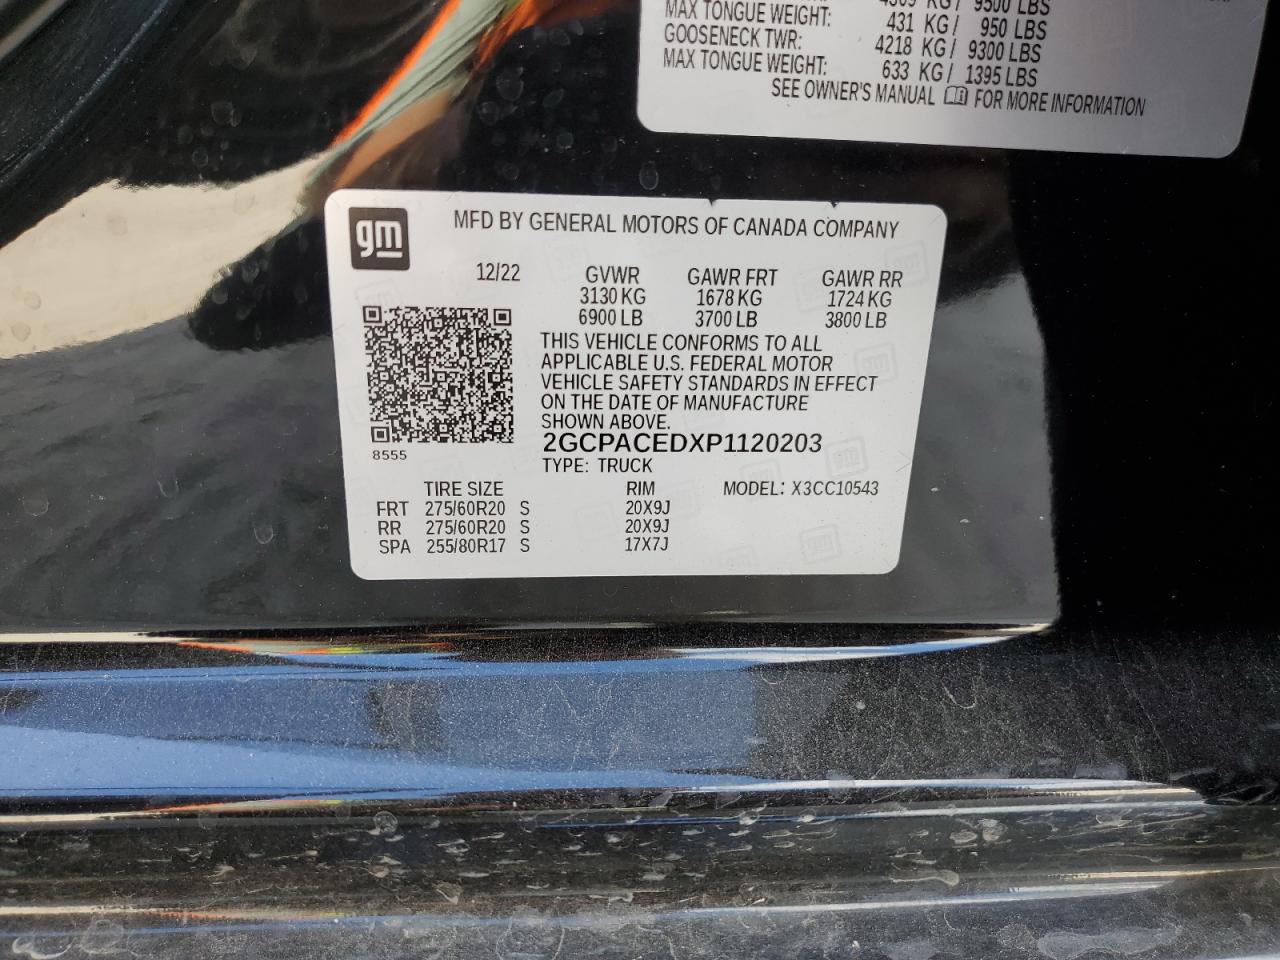 KG/ 9500 LBS
MAX TONGUE WEIGHT: 431 KG/ 950 LBS
GOOSENECK TWR: 4218 KG/ 9300 LBS
MAX TONGUE WEIGHT: 633 KG/ 1395 LBS
SEE OWNER'S MANUAL FOR MORE INFORMATION
gm
MFD BY GENERAL MOTORS OF CANADA COMPANY
12/22 GVWR GAWR FRT GAWR RR
3130 KG 1678 KG 1724 KG
6900 LB 3700 LB 3800 LB
THIS VEHICLE CONFORMS TO ALL
APPLICABLE U.S. FEDERAL MOTOR
VEHICLE SAFETY STANDARDS IN EFFECT
ON THE DATE OF MANUFACTURE
SHOWN ABOVE.
2GCPACEDXP1120203
8555
TYPE: TRUCK
TIRE SIZE RIM MODEL: X3CC10543
FRT 275/60R20 S 20X9J
RR 275/60R20 S 20X9J
SPA 255/80R17 S 17X7J